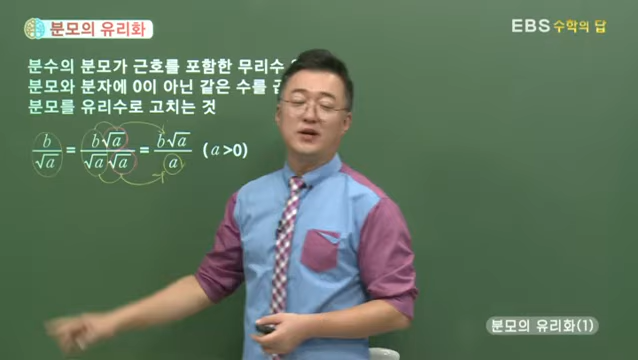 분모의 유리화
EBS 수학의 답
분수의 분모가 근호를 포함한 무리수
분모와 분자에 0이 아닌 같은 수를
분모를 유리수로 고치는 것
b/√a = b√a/√a√a = b√a/a (a>0)
분모의 유리화(1)